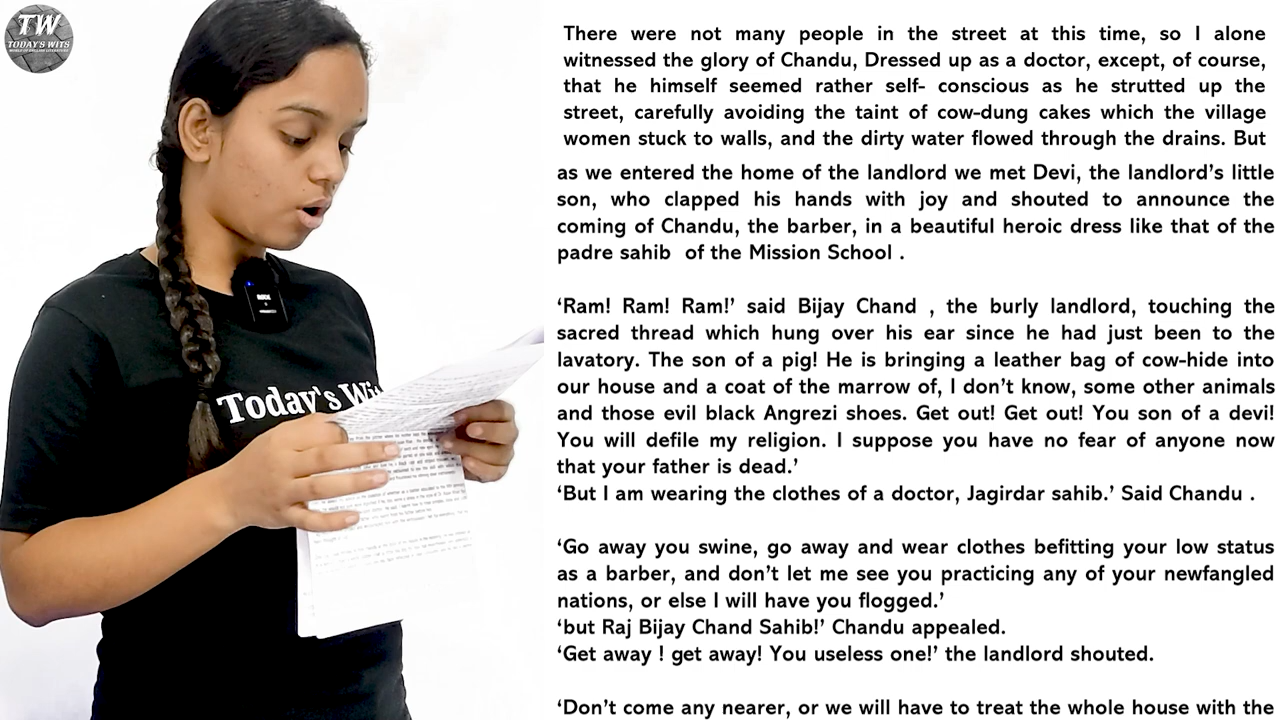 TW
TODAY'S WITS
There were not many people in the street at this time, so I alone
witnessed the glory of Chandu, Dressed up as a doctor, except, of course,
that he himself seemed rather self- conscious as he strutted up the
street, carefully avoiding the taint of cow-dung cakes which the village
women stuck to walls, and the dirty water flowed through the drains. But
as we entered the home of the landlord we met Devi, the landlord’s little
son, who clapped his hands with joy and shouted to announce the
coming of Chandu, the barber, in a beautiful heroic dress like that of the
padre sahib of the Mission School .
‘Ram! Ram! Ram!’ said Bijay Chand , the burly landlord, touching the
sacred thread which hung over his ear since he had just been to the
lavatory. The son of a pig! He is bringing a leather bag of cow-hide into
our house and a coat of the marrow of, I don’t know, some other animals
and those evil black Angrezi shoes. Get out! Get out! You son of a devi!
You will defile my religion. I suppose you have no fear of anyone now
that your father is dead.’
‘But I am wearing the clothes of a doctor, Jagirdar sahib.’ Said Chandu .
‘Go away you swine, go away and wear clothes befitting your low status
as a barber, and don’t let me see you practicing any of your newfangled
nations, or else I will have you flogged.’
‘but Raj Bijay Chand Sahib!’ Chandu appealed.
‘Get away ! get away! You useless one!’ the landlord shouted.
‘Don’t come any nearer, or we will have to treat the whole house with the
Today's Wi